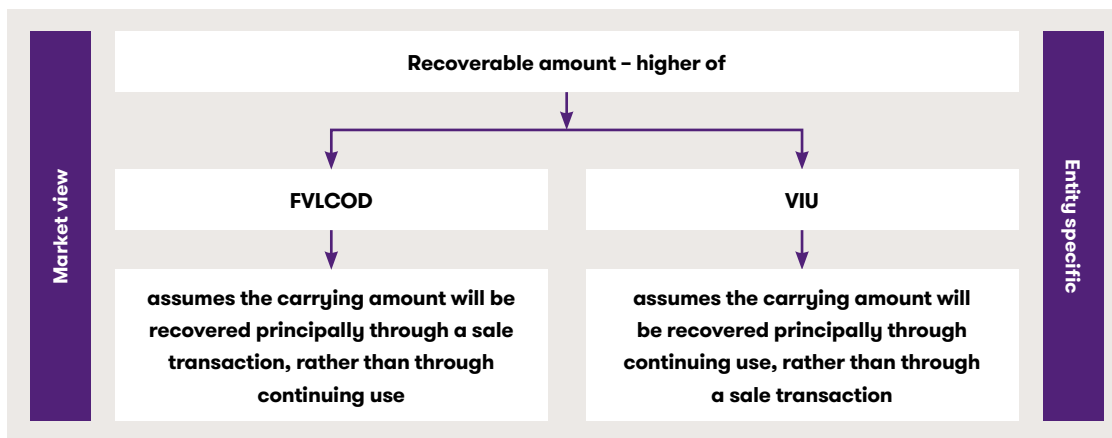 Recoverable amount – higher of
Market view
FVLCOD
VIU
Entity specific
assumes the carrying amount will be
recovered principally through a sale
transaction, rather than through
continuing use
assumes the carrying amount will
be recovered principally through
continuing use, rather than through
a sale transaction